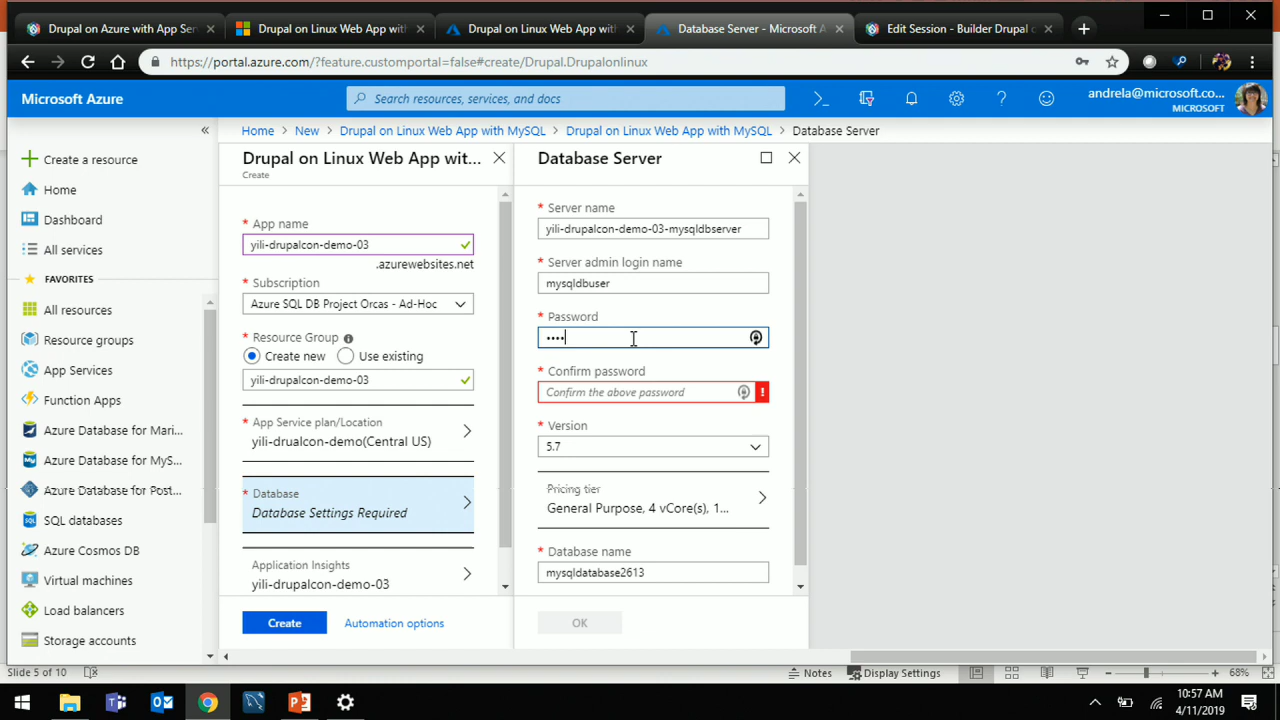 Drupal on Azure with App Ser
Drupal on Linux Web App with
Drupal on Linux Web App with
Database Server - Microsoft A
Edit Session - Builder Drupal o
https://portal.azure.com/?feature.customportal=false#create/Drupal.Drupalonlinux
Microsoft Azure
Search resources, services, and docs
andrela@microsoft.co...
MICROSOFT
Home > New > Drupal on Linux Web App with MySQL > Drupal on Linux Web App with MySQL > Database Server
Create a resource
Home
Dashboard
All services
FAVORITES
All resources
Resource groups
App Services
Function Apps
Azure Database for Mari...
Azure Database for MyS...
Azure Database for Post...
SQL databases
Azure Cosmos DB
Virtual machines
Load balancers
Storage accounts
Drupal on Linux Web App wit...
Create
* App name
yili-drupalcon-demo-03
.azurewebsites.net
* Subscription
Azure SQL DB Project Orcas - Ad-Hoc
* Resource Group
Create new Use existing
yili-drupalcon-demo-03
* App Service plan/Location
yili-drualcon-demo(Central US)
* Database
Database Settings Required
Application Insights
yili-drupalcon-demo-03
Create
Automation options
Database Server
* Server name
yili-drupalcon-demo-03-mysqldbserver
* Server admin login name
mysqldbuser
* Password
••••
* Confirm password
Confirm the above password
* Version
5.7
Pricing tier
General Purpose, 4 vCore(s), 1...
* Database name
mysqldatabase2613
OK
Slide 5 of 10
Notes
Display Settings
68%
10:57 AM
4/11/2019